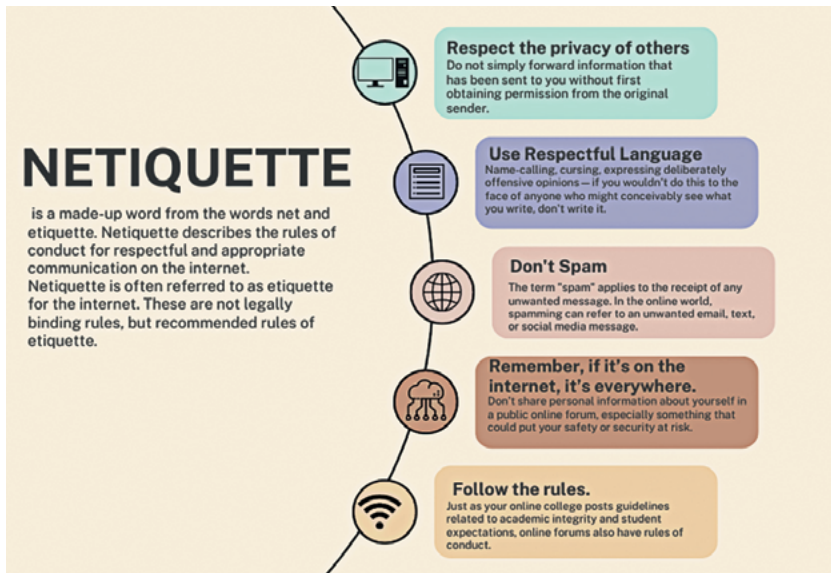 NETIQUETTE
is a made-up word from the words net and
etiquette. Netiquette describes the rules of
conduct for respectful and appropriate
communication on the internet.
Netiquette is often referred to as etiquette
for the internet. These are not legally
binding rules, but recommended rules of
etiquette.
Respect the privacy of others
Do not simply forward information that
has been sent to you without first
obtaining permission from the original
sender.
Use Respectful Language
Name-calling, cursing, expressing deliberately
offensive opinions — if you wouldn't do this to the
face of anyone who might conceivably see what
you write, don't write it.
Don't Spam
The term "spam" applies to the receipt of any
unwanted message. In the online world,
spamming can refer to an unwanted email, text,
or social media message.
Remember, if it's on the
internet, it's everywhere.
Don't share personal information about yourself in
a public online forum, especially something that
could put your safety or security at risk.
Follow the rules.
Just as your online college posts guidelines
related to academic integrity and student
expectations, online forums also have rules of
conduct.